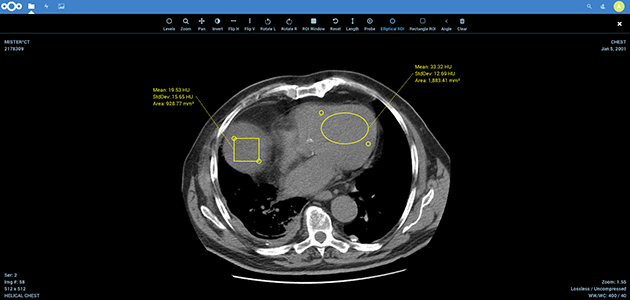 A
Levels
Zoom
Pan
Invert
Flip H
Flip V
Rotate L
Rotate R
ROI Window
Reset
Length
Probe
Elliptical ROI
Rectangle ROI
Angle
Clear
MISTER^CT
2178309
CHEST
Jan 5, 2001
Mean: 33.32 HU
StdDev: 12.69 HU
Area: 1,883.41 mm²
Mean: 19.53 HU
StdDev: 15.65 HU
Area: 928.77 mm²
Ser: 2
Img #: 58
512 x 512
HELICAL CHEST
Zoom: 1.55
Lossless / Uncompressed
WW/WC: 400 / 40